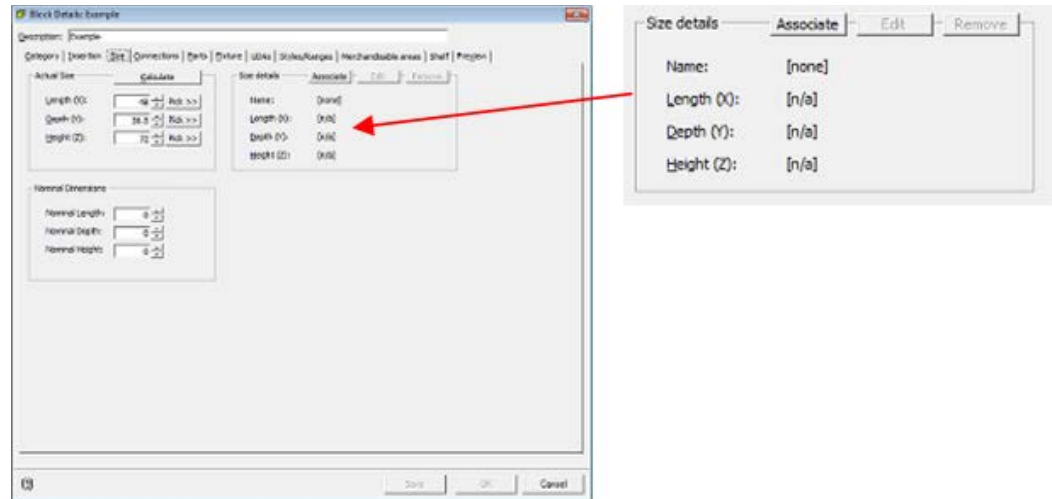 Block Details: Example
Description: Example
Category | Insertion | Size | Connections | Parts | Fixture | UDAs | Styles/Ranges | Merchandisable areas | Shelf | Preview
Actual Size Calculate
Length (X): Pick >>
Depth (Y): Pick >>
Height (Z): 72 Pick >>
Size details Associate Edit Remove
Name: [none]
Length (X): [n/a]
Depth (Y): [n/a]
Height (Z): [n/a]
Nominal Dimensions
Nominal Length: 0
Nominal Depth: 0
Nominal Height: 0
Save OK Cancel
Size details Associate Edit Remove
Name: [none]
Length (X): [n/a]
Depth (Y): [n/a]
Height (Z): [n/a]